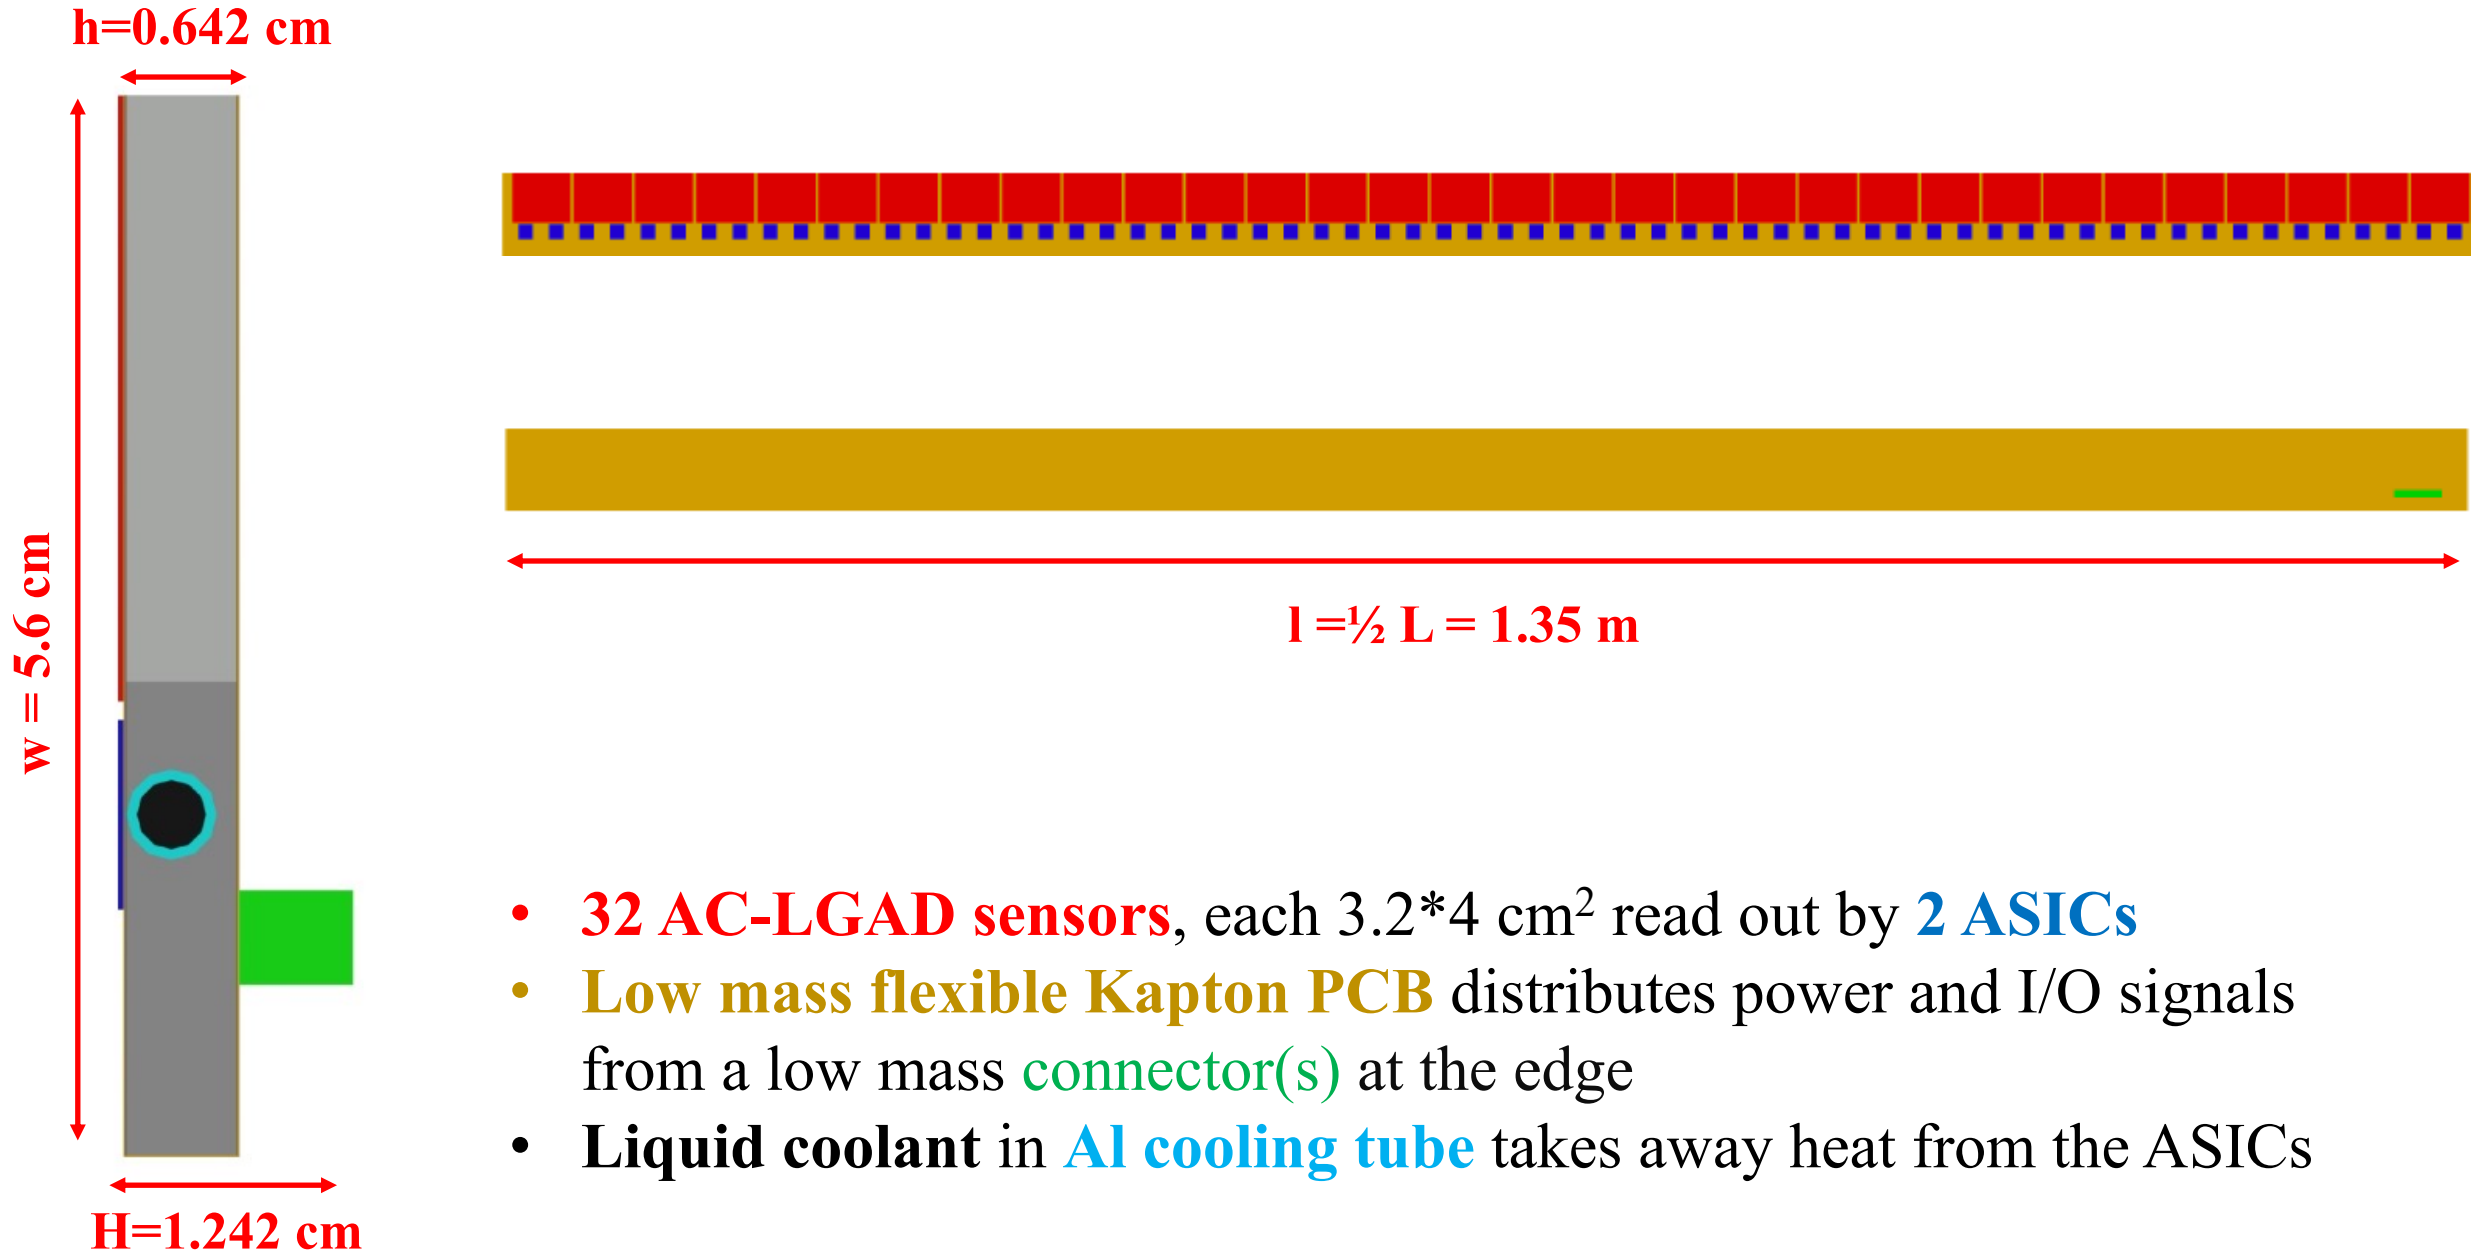 h=0.642 cm
w = 5.6 cm
l =½ L = 1.35 m
• 32 AC-LGAD sensors, each 3.2*4 cm² read out by 2 ASICs
• Low mass flexible Kapton PCB distributes power and I/O signals
from a low mass connector(s) at the edge
• Liquid coolant in Al cooling tube takes away heat from the ASICs
H=1.242 cm